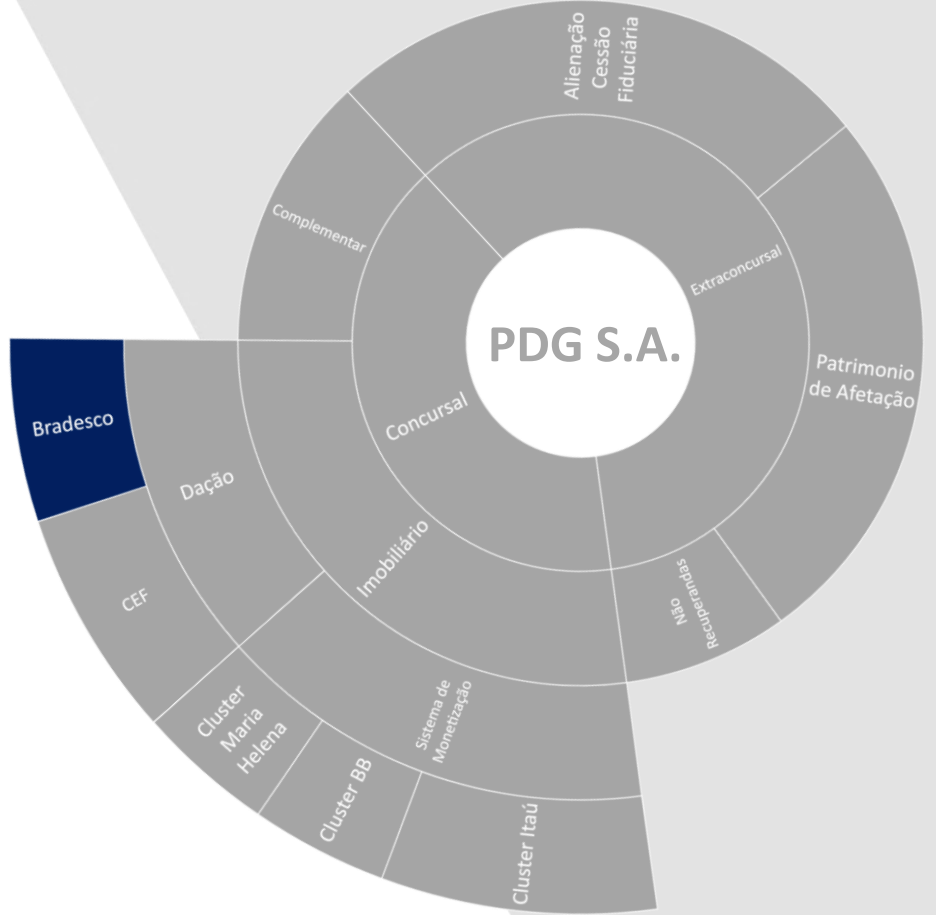 Alienação
Cessão
Fiduciária
Complementar
Extraconcursal
PDG S.A.
Patrimonio
de Afetação
Concursal
Bradesco
Dação
Imobiliário
CEF
Não
Recuperandas
Sistema de
Monetização
Cluster
Maria
Helena
Cluster BB
Cluster Itaú